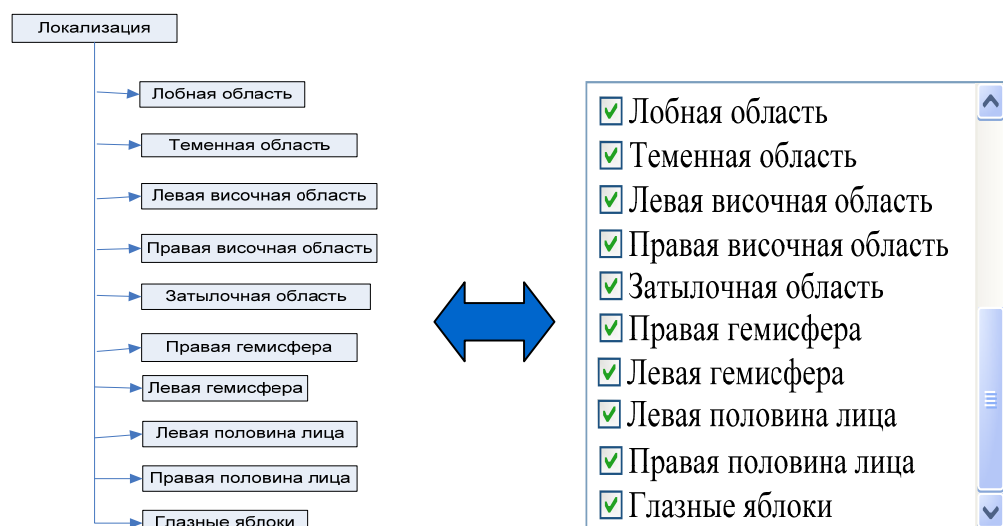 Локализация
Лобная область
Теменная область
Левая височная область
Правая височная область
Затылочная область
Правая гемисфера
Левая гемисфера
Левая половина лица
Правая половина лица
Глазные яблоки
Лобная область
Теменная область
Левая височная область
Правая височная область
Затылочная область
Правая гемисфера
Левая гемисфера
Левая половина лица
Правая половина лица
Глазные яблоки